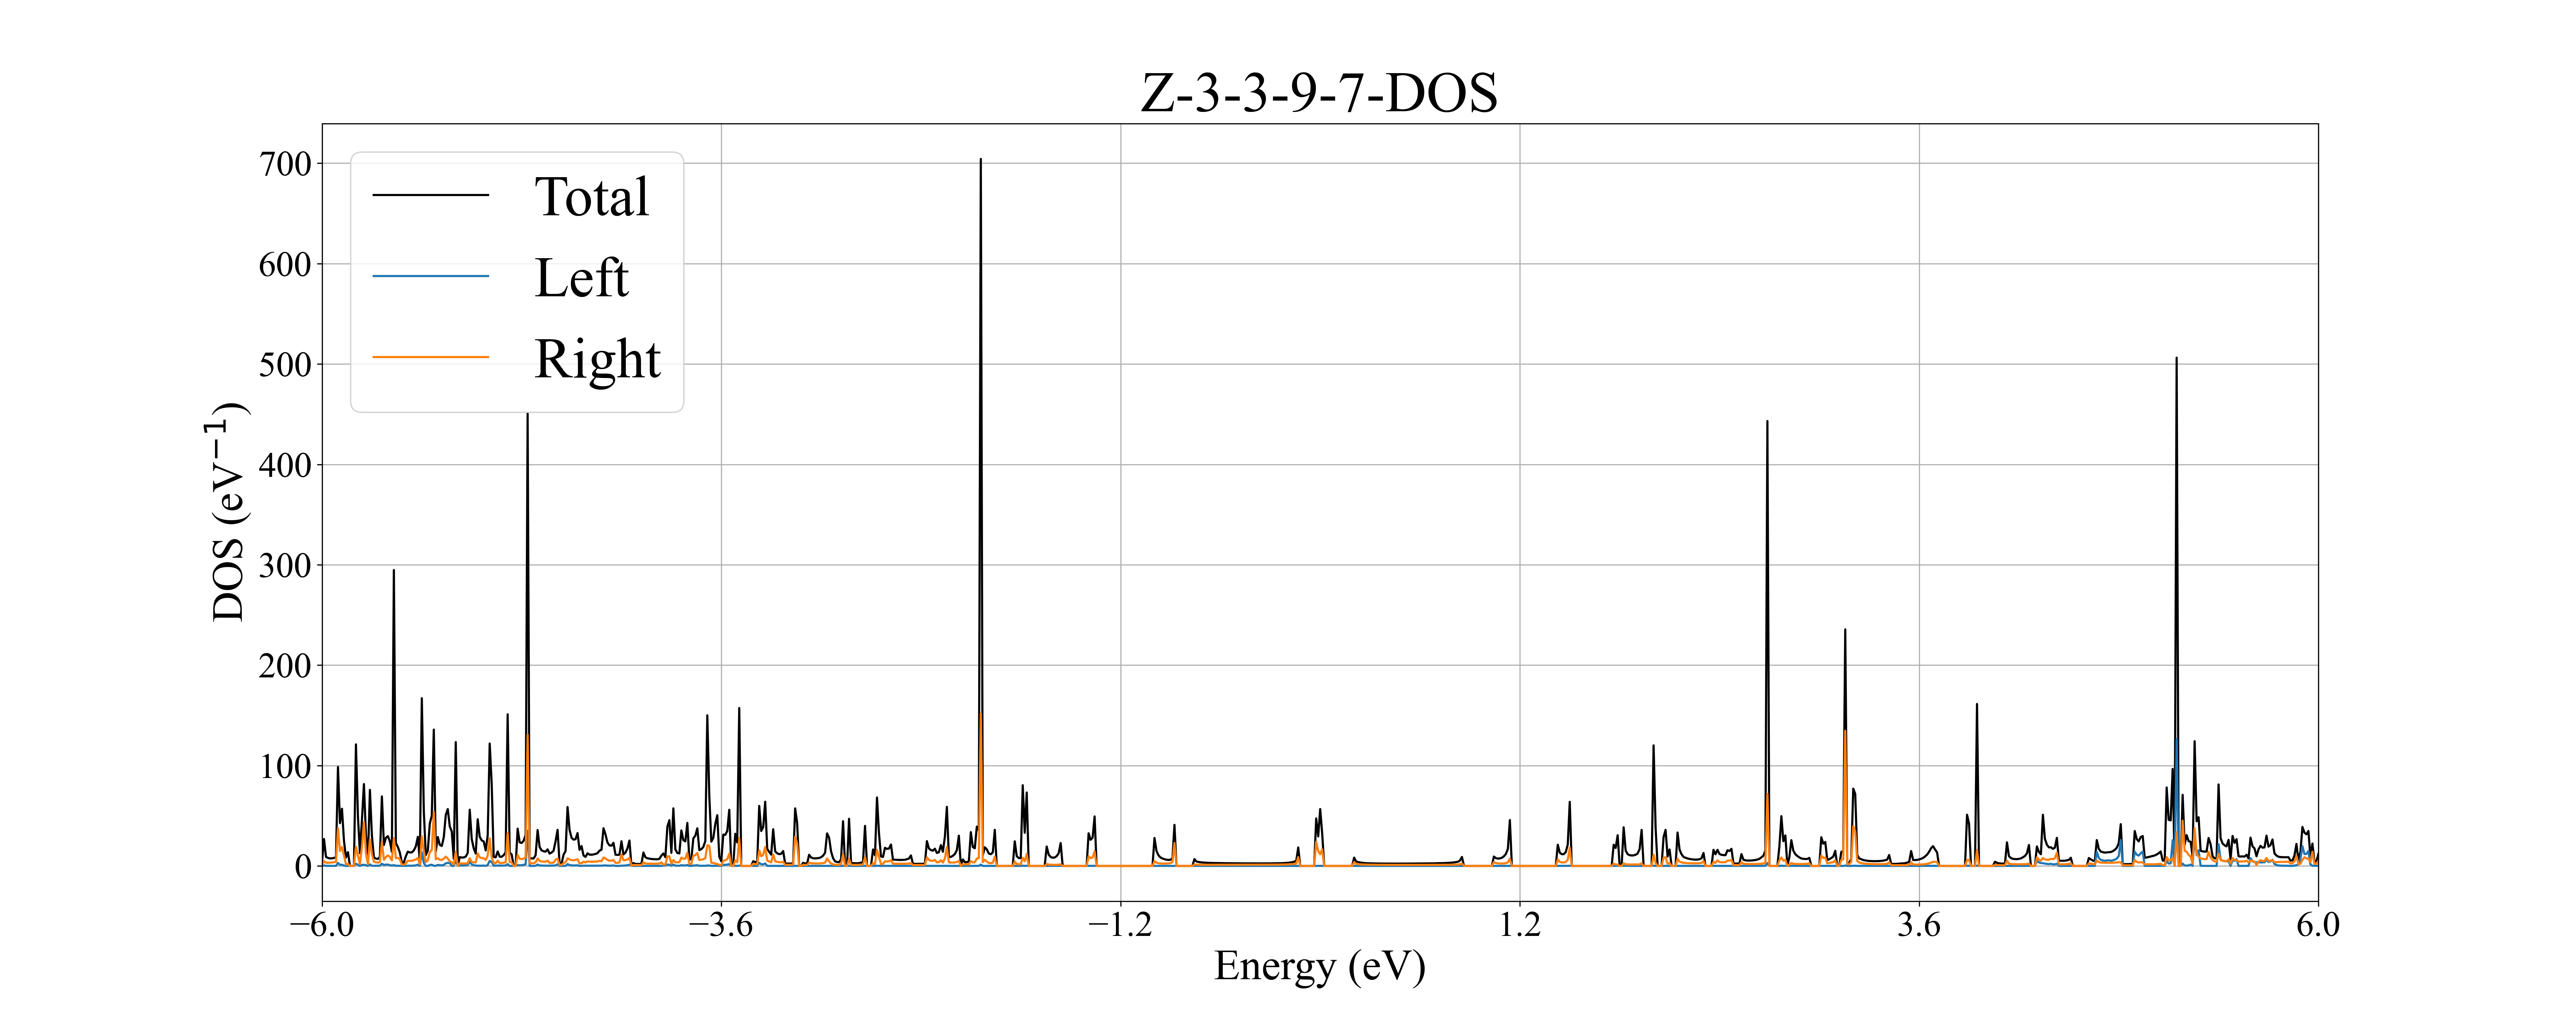 Z-3-3-9-7-DOS
Total
Left
Right
DOS (eV⁻¹)
700
600
500
400
300
200
100
0
−6.0
−3.6
−1.2
1.2
3.6
6.0
Energy (eV)